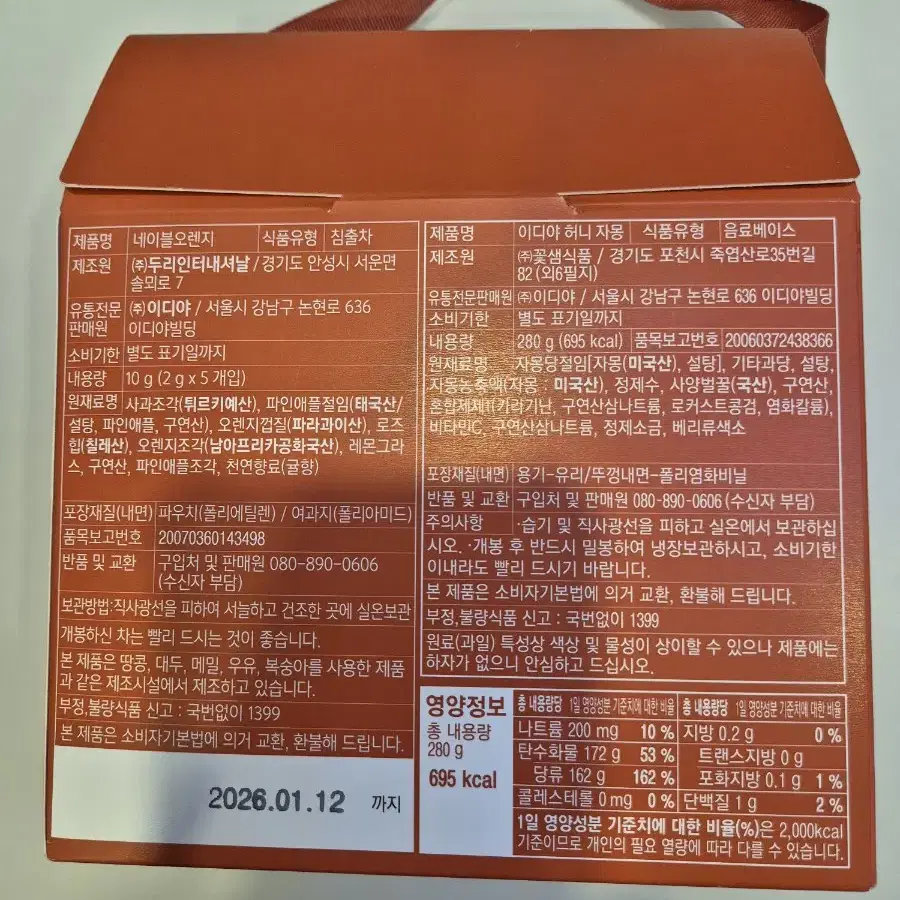 제품명 네이블오렌지 식품유형 침출차
제조원 ㈜두리인터내셔날 / 경기도 안성시 서운면
솔뫼로 7
유통전문 ㈜이디야 / 서울시 강남구 논현로 636
판매원 이디야빌딩
소비기한 별도 표기일까지
내용량 10 g (2 g x 5 개입)
원재료명 사과조각(튀르키예산), 파인애플절임(태국산/
설탕, 파인애플, 구연산), 오렌지껍질(파라과이산), 로즈
힙(칠레산), 오렌지조각(남아프리카공화국산), 레몬그라
스, 구연산, 파인애플조각, 천연향료(귤향)
포장재질(내면) 파우치(폴리에틸렌) / 여과지(폴리아미드)
품목보고번호 20070360143498
반품 및 교환 구입처 및 판매원 080-890-0606
(수신자 부담)
보관방법:직사광선을 피하여 서늘하고 건조한 곳에 실온보관
개봉하신 차는 빨리 드시는 것이 좋습니다.
본 제품은 땅콩, 대두, 메밀, 우유, 복숭아를 사용한 제품
과 같은 제조시설에서 제조하고 있습니다.
부정,불량식품 신고 : 국번없이 1399
본 제품은 소비자기본법에 의거 교환, 환불해 드립니다.
2026.01.12 까지
제품명 이디야 허니 자몽 식품유형 음료베이스
제조원 ㈜꽃샘식품 / 경기도 포천시 죽엽산로35번길
82 (외6필지)
유통전문판매원 ㈜이디야 / 서울시 강남구 논현로 636 이디야빌딩
소비기한 별도 표기일까지
내용량 280 g (695 kcal) 품목보고번호 20060372438366
원재료명 자몽당절임[자몽(미국산), 설탕], 기타과당, 설탕,
자몽농축액(자몽 : 미국산), 정제수, 사양벌꿀(국산), 구연산,
혼합제제(카라기난, 구연산삼나트륨, 로커스트콩검, 염화칼륨),
비타민C, 구연산삼나트륨, 정제소금, 베리류색소
포장재질(내면) 용기-유리/뚜껑내면-폴리염화비닐
반품 및 교환 구입처 및 판매원 080-890-0606 (수신자 부담)
주의사항 ·습기 및 직사광선을 피하고 실온에서 보관하십
시오. ·개봉 후 반드시 밀봉하여 냉장보관하시고, 소비기한
이내라도 빨리 드시기 바랍니다.
본 제품은 소비자기본법에 의거 교환, 환불해 드립니다.
부정,불량식품 신고 : 국번없이 1399
원료(과일) 특성상 색상 및 물성이 상이할 수 있으나 제품에는
하자가 없으니 안심하고 드십시오.
영양정보
총 내용량
280 g
695 kcal
총 내용량당 1일 영양성분 기준치에 대한 비율 총 내용량당 1일 영양성분 기준치에 대한 비율
나트륨 200 mg 10 % 지방 0.2 g 0 %
탄수화물 172 g 53 % 트랜스지방 0 g
당류 162 g 162 % 포화지방 0.1 g 1 %
콜레스테롤 0 mg 0 % 단백질 1 g 2 %
1일 영양성분 기준치에 대한 비율(%)은 2,000kcal
기준이므로 개인의 필요 열량에 따라 다를 수 있습니다.